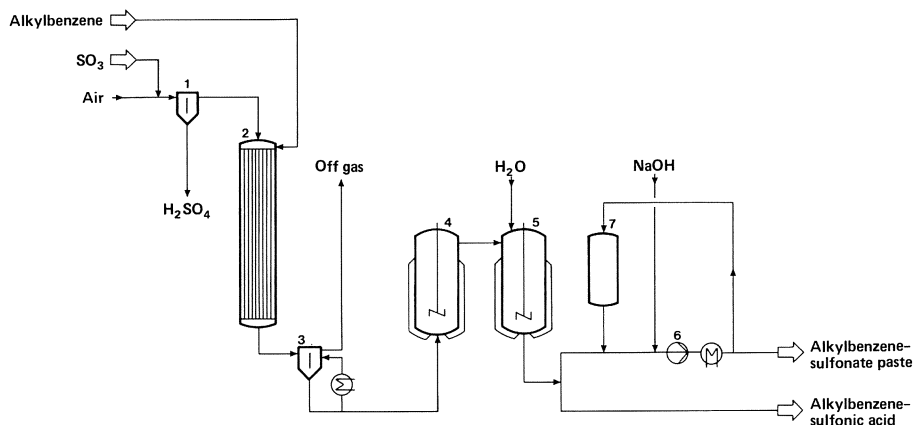 Alkylbenzene
SO3
Air
1
H2SO4
2
Off gas
3
4
H2O
5
NaOH
7
6
Alkylbenzene-
sulfonate paste
Alkylbenzene-
sulfonic acid